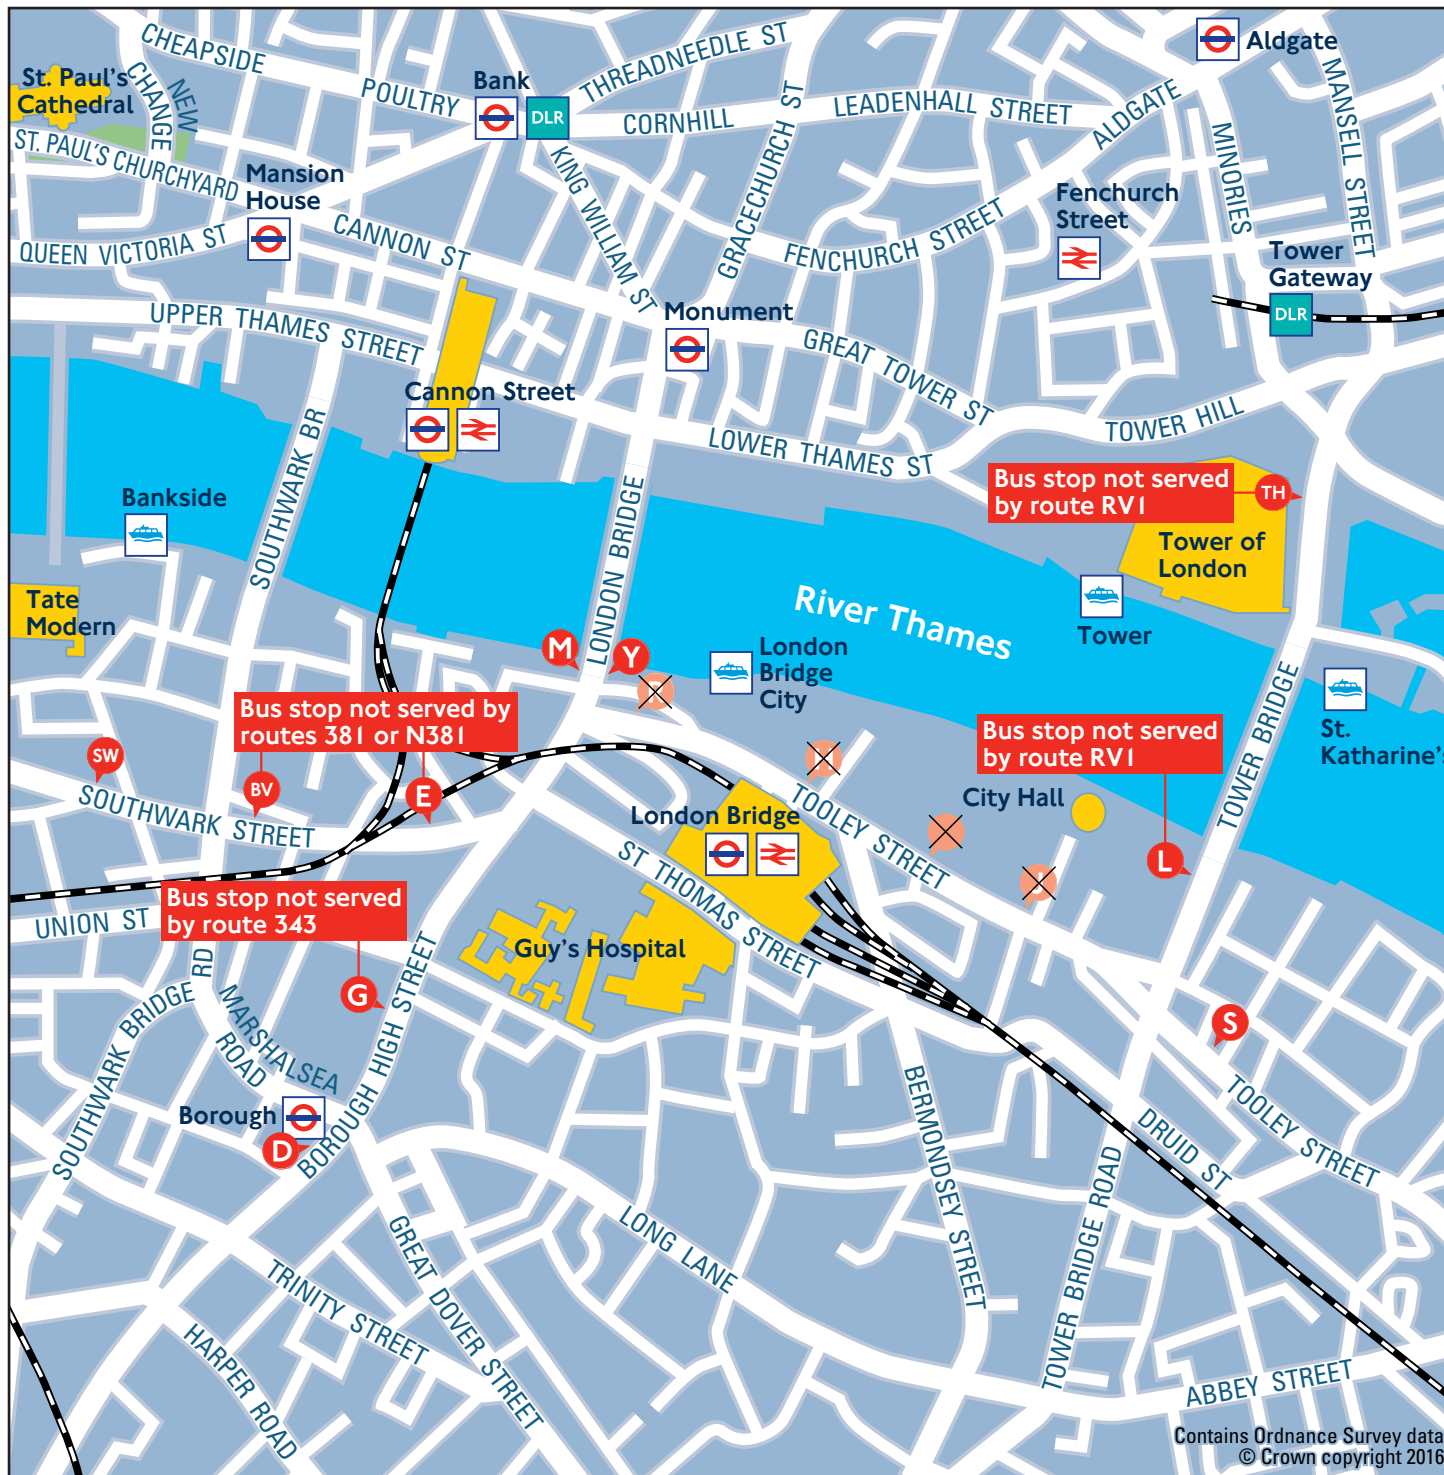 CHEAPSIDE
THREADNEEDLE ST
Aldgate
St. Paul's
Cathedral
NEW
CHANGE
POULTRY
Bank
DLR
CORNHILL
LEADENHALL STREET
ALDGATE
MANSELL STREET
MINORIES
ST. PAUL'S CHURCHYARD
Mansion
House
KING WILLIAM ST
GRACECHURCH ST
Fenchurch
Street
QUEEN VICTORIA ST
CANNON ST
FENCHURCH STREET
Tower
Gateway
DLR
UPPER THAMES STREET
Monument
GREAT TOWER ST
Cannon Street
TOWER HILL
LOWER THAMES ST
SOUTHWARK BR
Bankside
LONDON BRIDGE
Bus stop not served
by route RV1
TH
Tower of
London
Tate
Modern
River Thames
Tower
M
Y
London
Bridge
City
TOWER BRIDGE
St.
Katharine's
Bus stop not served by
routes 381 or N381
Bus stop not served
by route RV1
SW
BV
E
H
SOUTHWARK STREET
TOOLEY STREET
City Hall
London Bridge
L
J
ST THOMAS STREET
Bus stop not served
by route 343
UNION ST
Guy's Hospital
G
SOUTHWARK BRIDGE RD
MARSHALSEA
ROAD
BOROUGH HIGH STREET
S
Borough
D
BERMONDSEY STREET
TOOLEY STREET
DRUID ST
TOWER BRIDGE ROAD
LONG LANE
GREAT DOVER STREET
TRINITY STREET
HARPER ROAD
ABBEY STREET
Contains Ordnance Survey data
© Crown copyright 2016